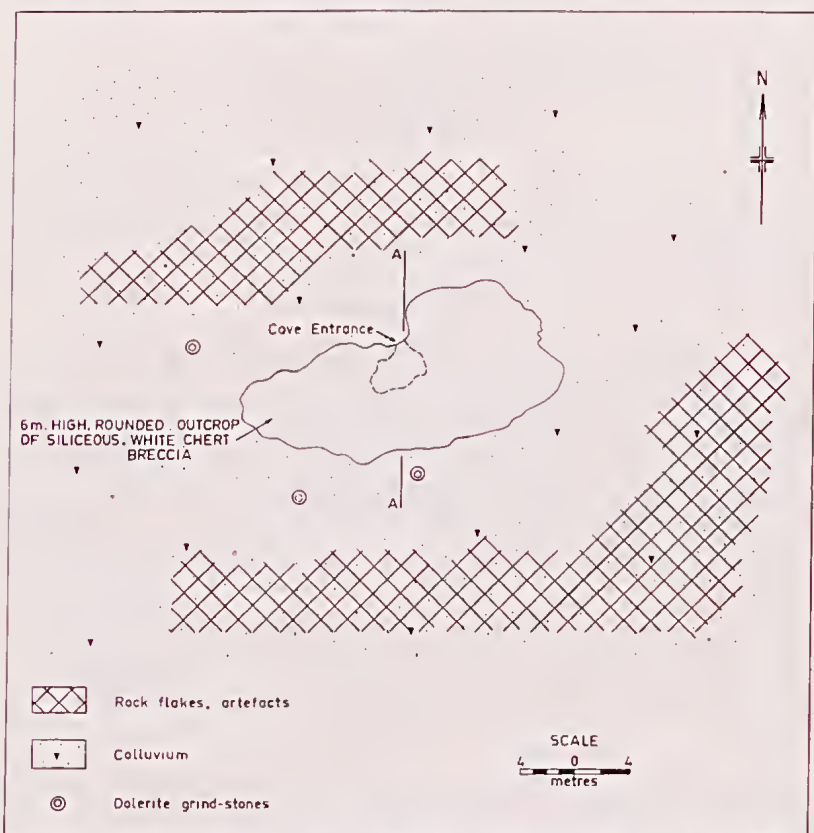 N
A
Cave Entrance
6m. HIGH, ROUNDED. OUTCROP
OF SILICEOUS. WHITE CHERT
BRECCIA
A
Rock flakes, artefacts
Colluvium
Dolerite grind-stones
SCALE
4 0 4
metres